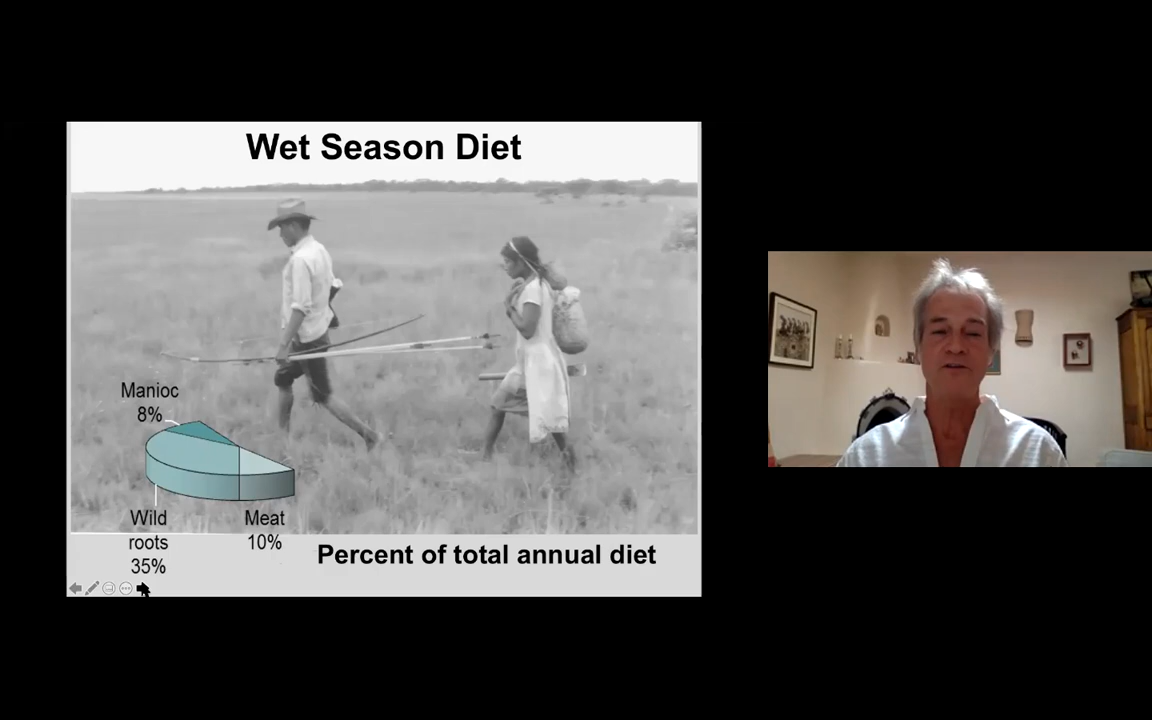 Wet Season Diet
Manioc
8%
Wild
roots
35%
Meat
10%
Percent of total annual diet